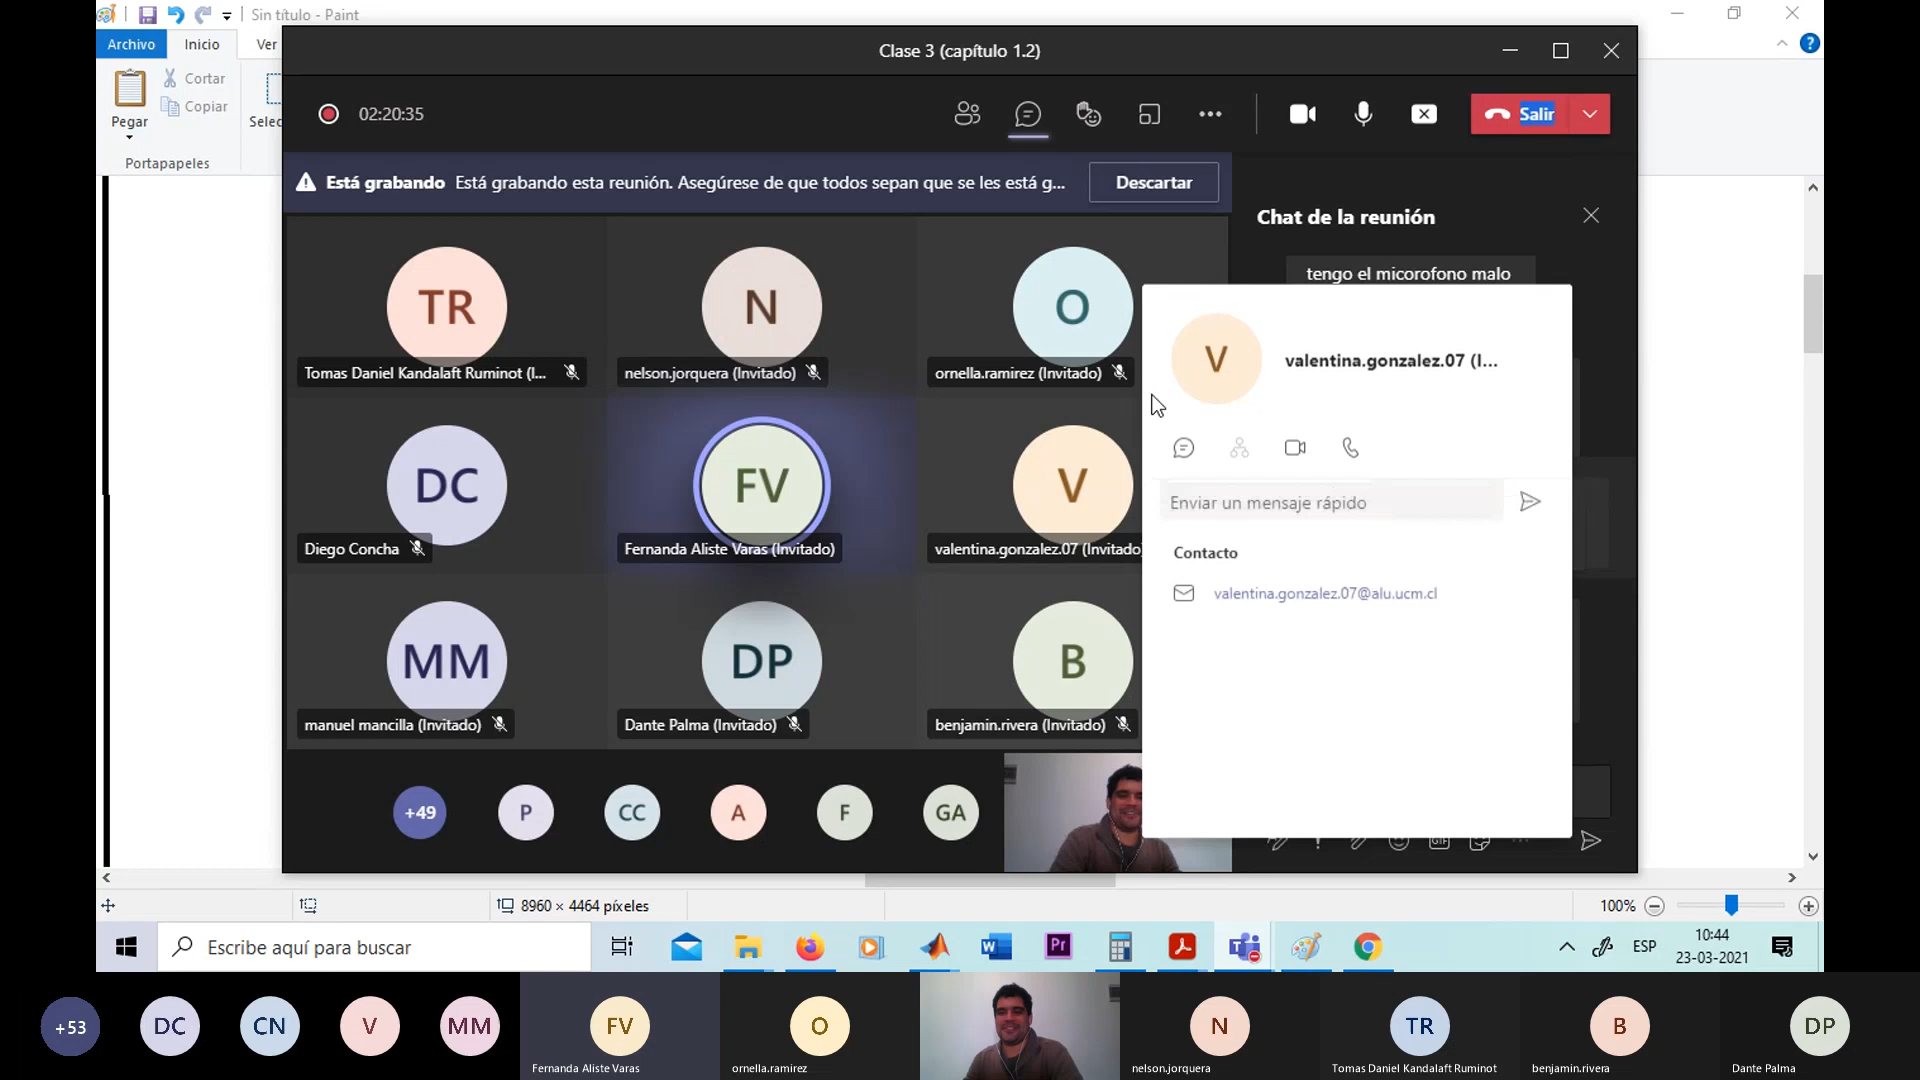 Sin título - Paint
Archivo
Inicio
Ver
Cortar
Copiar
Pegar
Selec
Portapapeles
Clase 3 (capítulo 1.2)
02:20:35
Salir
Está grabando Está grabando esta reunión. Asegúrese de que todos sepan que se les está g...
Descartar
Chat de la reunión
tengo el micorofono malo
TR
N
O
Tomas Daniel Kandalaft Ruminot (I...
nelson.jorquera (Invitado)
ornella.ramirez (Invitado)
V
valentina.gonzalez.07 (I...
DC
FV
V
Enviar un mensaje rápido
Diego Concha
Fernanda Aliste Varas (Invitado)
valentina.gonzalez.07 (Invitado
Contacto
valentina.gonzalez.07@alu.ucm.cl
MM
DP
B
manuel mancilla (Invitado)
Dante Palma (Invitado)
benjamin.rivera (Invitado)
+49
P
CC
A
F
GA
GIF
8960 × 4464 píxeles
100%
Escribe aquí para buscar
Pr
ESP
10:44
23-03-2021
+53
DC
CN
V
MM
FV
O
N
TR
B
DP
Fernanda Aliste Varas
ornella.ramirez
nelson.jorquera
Tomas Daniel Kandalaft Ruminot
benjamin.rivera
Dante Palma